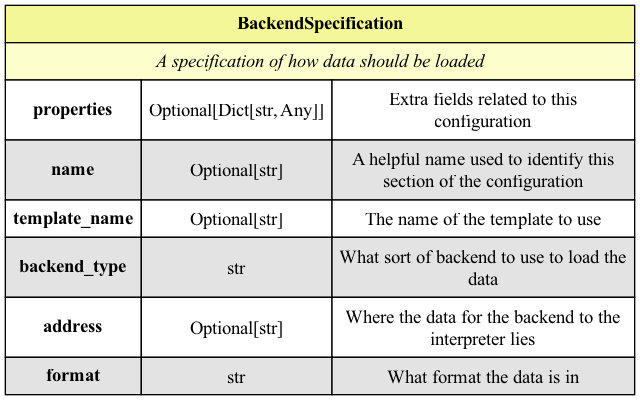 BackendSpecification
A specification of how data should be loaded
properties
Optional[Dict[str, Any]]
Extra fields related to this
configuration
name
Optional[str]
A helpful name used to identify this
section of the configuration
template_name
Optional[str]
The name of the template to use
backend_type
str
What sort of backend to use to load the
data
address
Optional[str]
Where the data for the backend to the
interpreter lies
format
str
What format the data is in